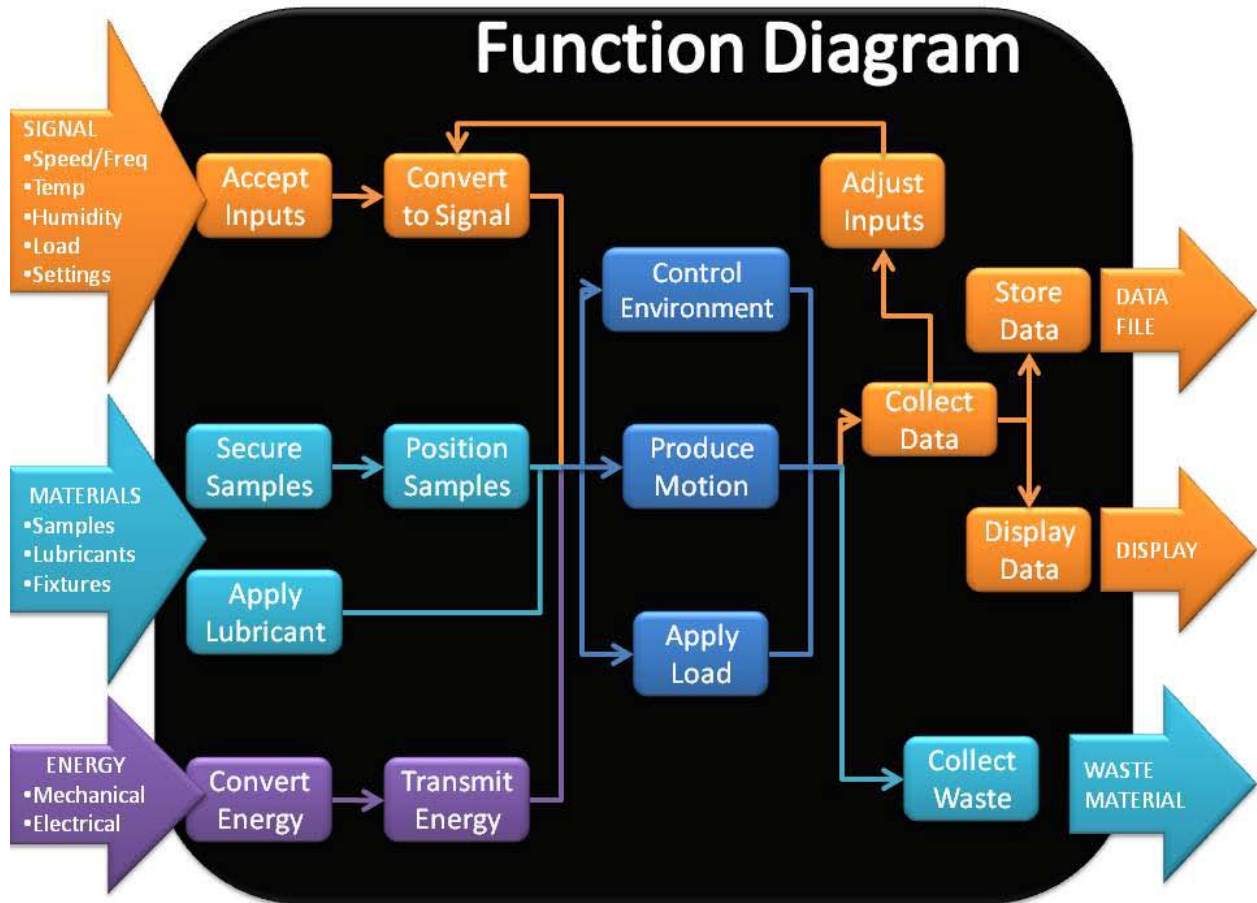 Function Diagram
SIGNAL
•Speed/Freq
•Temp
•Humidity
•Load
•Settings
Accept
Inputs
Convert
to Signal
Adjust
Inputs
Control
Environment
Store
Data
DATA
FILE
Collect
Data
MATERIALS
•Samples
•Lubricants
•Fixtures
Secure
Samples
Position
Samples
Produce
Motion
Display
Data
DISPLAY
Apply
Lubricant
Apply
Load
ENERGY
•Mechanical
•Electrical
Convert
Energy
Transmit
Energy
Collect
Waste
WASTE
MATERIAL